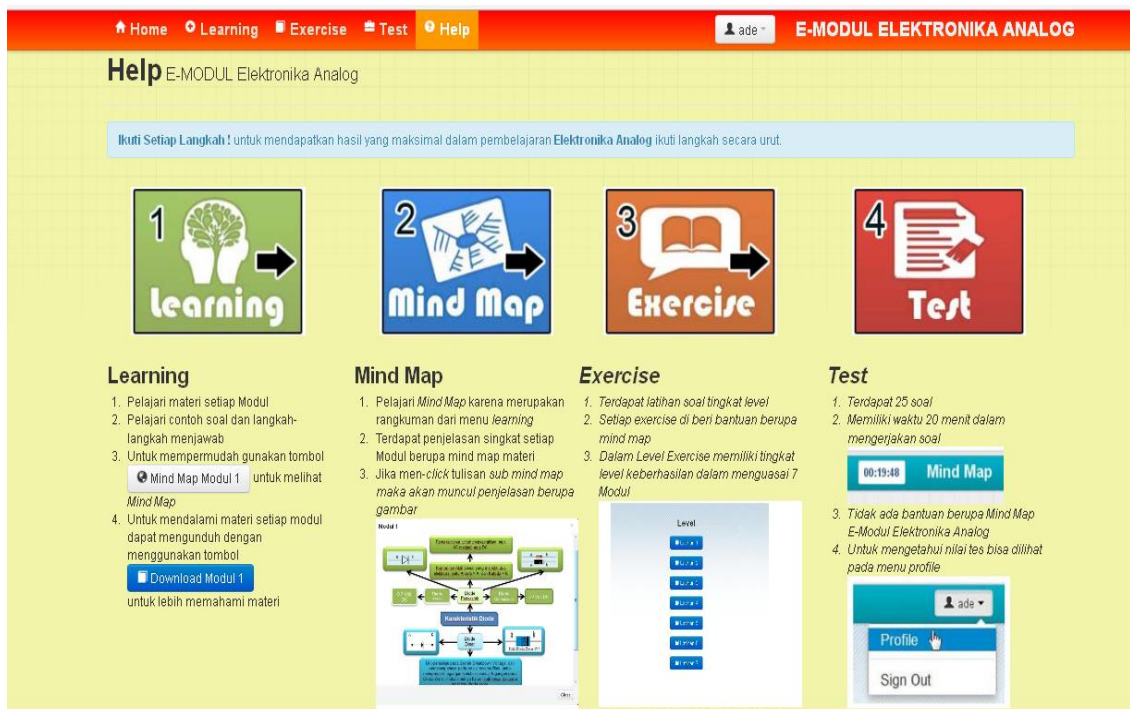 Home Learning Exercise Test Help ade E-MODUL ELEKTRONIKA ANALOG
Help E-MODUL Elektronika Analog
Ikuti Setiap Langkah ! untuk mendapatkan hasil yang maksimal dalam pembelajaran Elektronika Analog ikuti langkah secara urut.
1
Learning
2
Mind Map
3
Exercise
4
Test
Learning
1. Pelajari materi setiap Modul
2. Pelajari contoh soal dan langkah-
langkah menjawab
3. Untuk mempermudah gunakan tombol
Mind Map Modul 1 untuk melihat
Mind Map
4. Untuk mendalami materi setiap modul
dapat mengunduh dengan
menggunakan tombol
Download Modul 1
untuk lebih memahami materi
Mind Map
1. Pelajari Mind Map karena merupakan
rangkuman dari menu learning
2. Terdapat penjelasan singkat setiap
Modul berupa mind map materi
3. Jika men-click tulisan sub mind map
maka akan muncul penjelasan berupa
gambar
Modul 1
Karakteristik Dioda
Close
Exercise
1. Terdapat latihan soal tingkat level
2. Setiap exercise di beri bantuan berupa
mind map
3. Dalam Level Exercise memiliki tingkat
level keberhasilan dalam menguasai 7
Modul
Level
Test
1. Terdapat 25 soal
2. Memiliki waktu 20 menit dalam
mengerjakan soal
00:19:48 Mind Map
3. Tidak ada bantuan berupa Mind Map
E-Modul Elektronika Analog
4. Untuk mengetahui nilai tes bisa dilihat
pada menu profile
ade
Profile
Sign Out